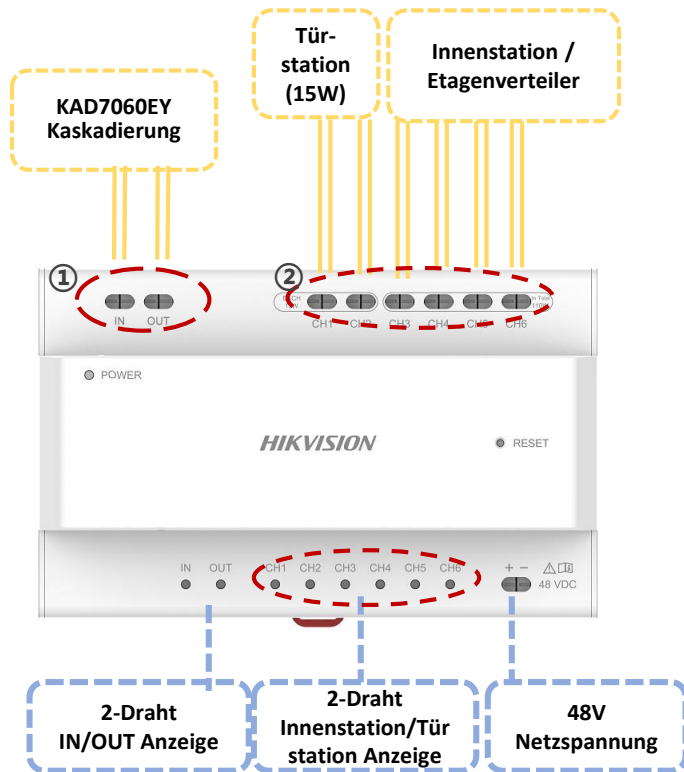 Tür-
station
(15W)
Innenstation /
Etagenverteiler
KAD7060EY
Kaskadierung
①
②
IN
OUT
CH1
CH2
CH3
CH4
CH5
CH6
In Total
POWER
HIKVISION
RESET
IN
OUT
CH1
CH2
CH3
CH4
CH5
CH6
+ −
48 VDC
2-Draht
IN/OUT Anzeige
2-Draht
Innenstation/Tür
station Anzeige
48V
Netzspannung